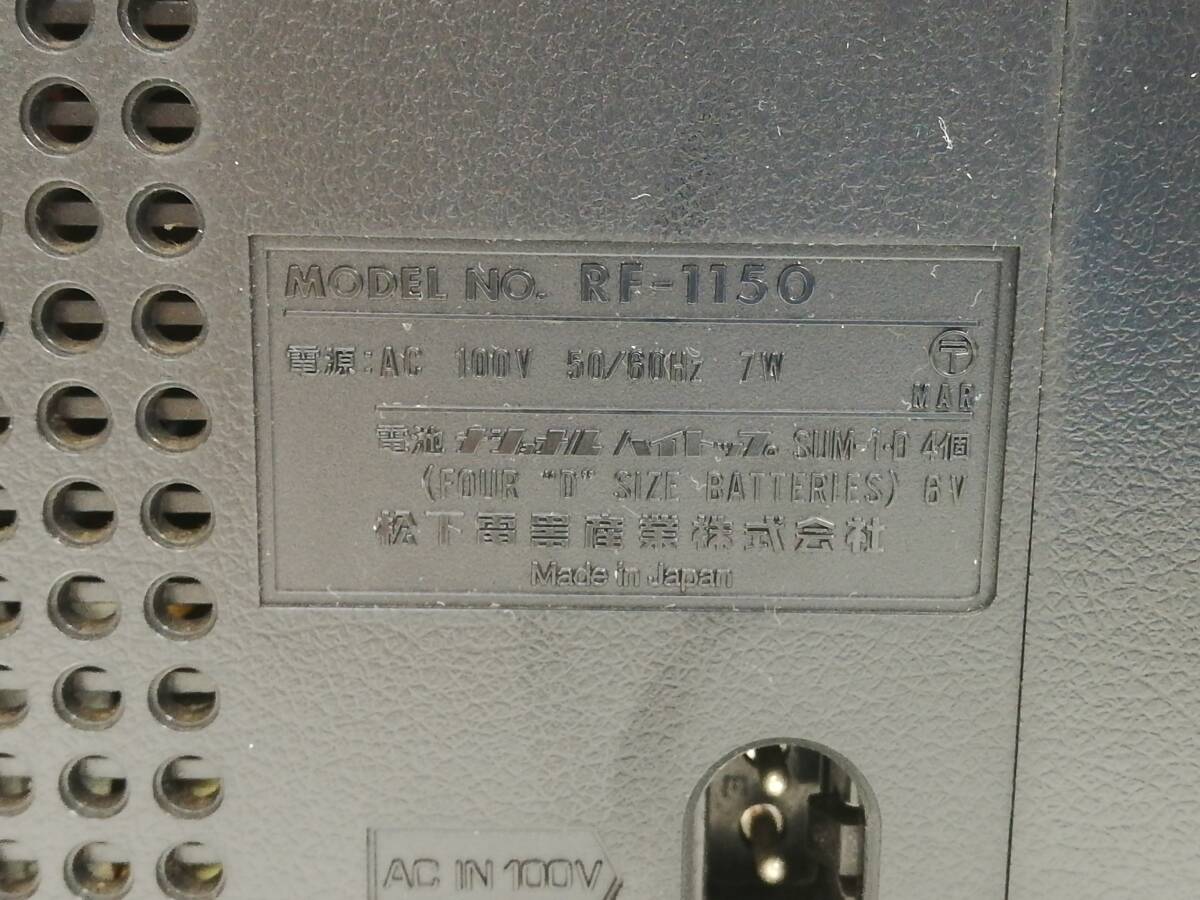 MODEL NO. RF-1150
電源:AC 100V 50/60Hz 7W
〒
MAR
電池 ナショナル ハイトップ SUM-1・D 4個
(FOUR "D" SIZE BATTERIES) 6V
松下電器産業株式会社
Made in Japan
AC IN 100V